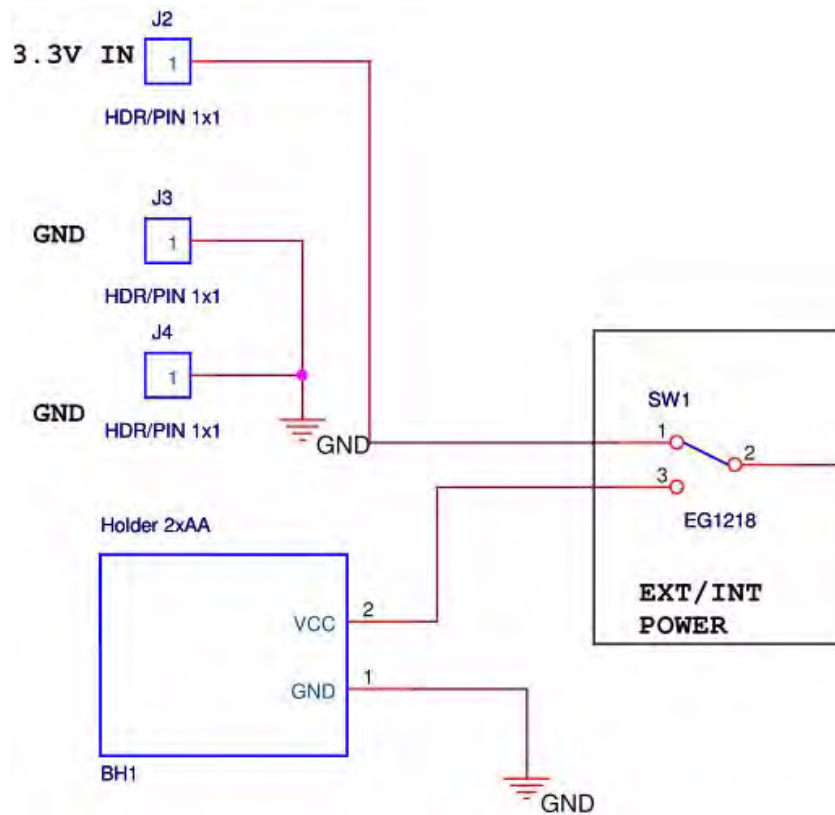 J2
3.3V IN
1
HDR/PIN 1x1
J3
GND
1
HDR/PIN 1x1
J4
1
GND
HDR/PIN 1x1
GND
SW1
1
2
3
EG1218
EXT/INT
POWER
Holder 2xAA
VCC
2
GND
1
BH1
GND